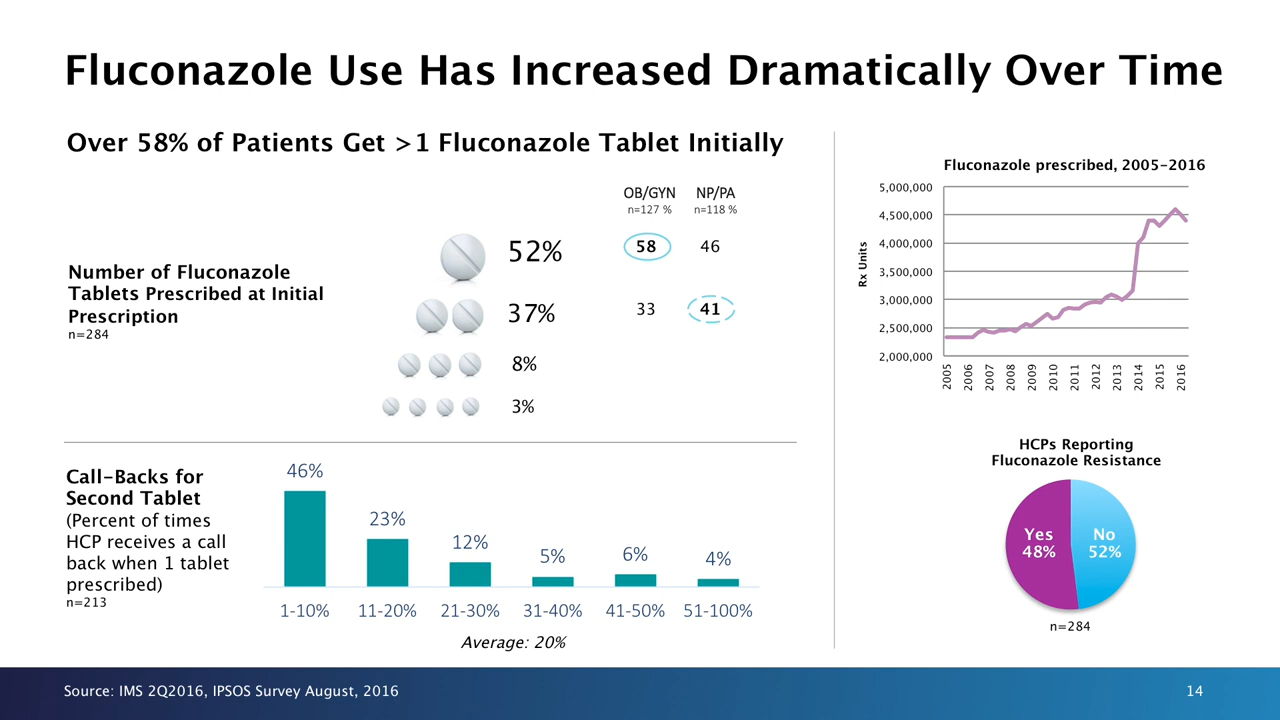 Fluconazole Use Has Increased Dramatically Over Time
Over 58% of Patients Get >1 Fluconazole Tablet Initially
OB/GYN NP/PA
n=127 % n=118 %
Number of Fluconazole
Tablets Prescribed at Initial
Prescription
n=284
52% 58 46
37% 33 41
8%
3%
Call-Backs for
Second Tablet
(Percent of times
HCP receives a call
back when 1 tablet
prescribed)
n=213
46%
23%
12%
5%
6%
4%
1-10% 11-20% 21-30% 31-40% 41-50% 51-100%
Average: 20%
Fluconazole prescribed, 2005-2016
Rx Units
5,000,000
4,500,000
4,000,000
3,500,000
3,000,000
2,500,000
2,000,000
2005 2006 2007 2008 2009 2010 2011 2012 2013 2014 2015 2016
HCPs Reporting
Fluconazole Resistance
Yes
48%
No
52%
n=284
Source: IMS 2Q2016, IPSOS Survey August, 2016
14